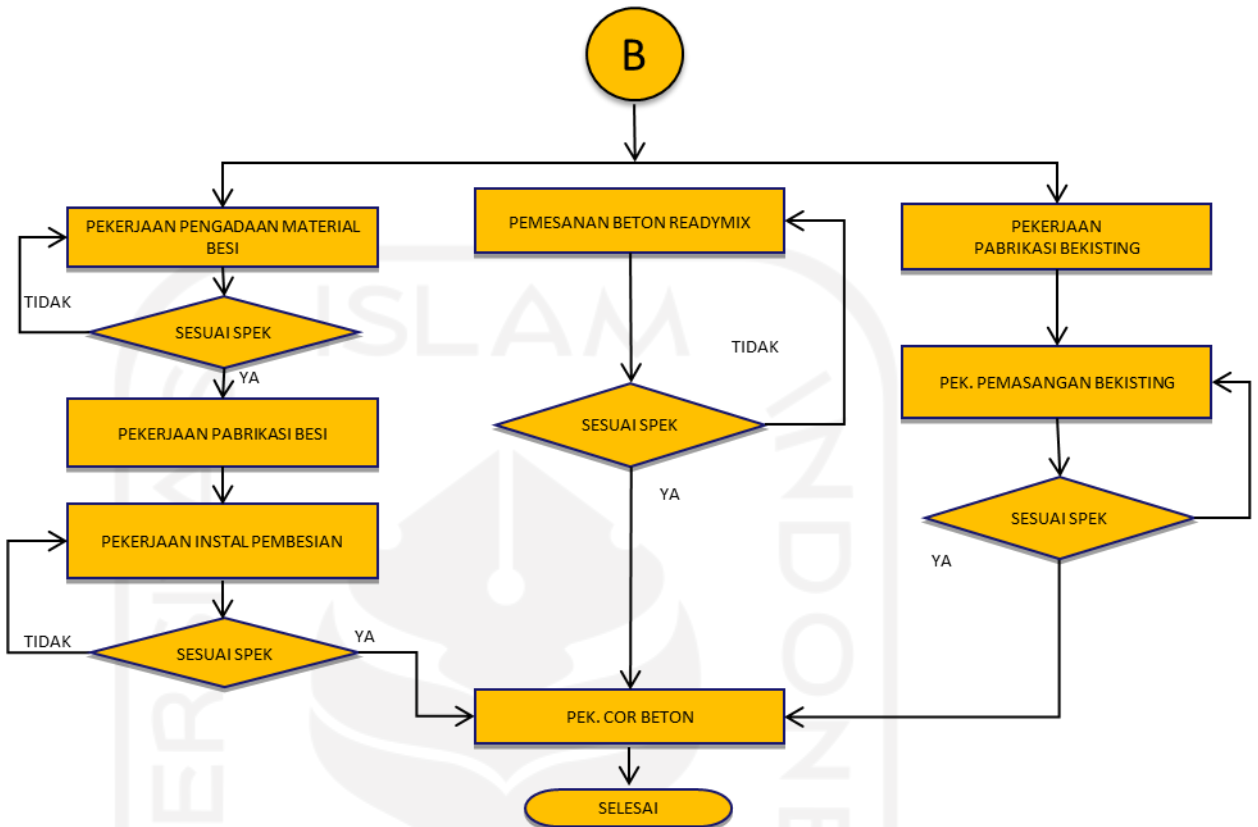 B
PEKERJAAN PENGADAAN MATERIAL
BESI
TIDAK
SESUAI SPEK
YA
PEKERJAAN PABRIKASI BESI
PEKERJAAN INSTAL PEMBESIAN
TIDAK
SESUAI SPEK
YA
PEMESANAN BETON READYMIX
TIDAK
SESUAI SPEK
YA
PEKERJAAN
PABRIKASI BEKISTING
PEK. PEMASANGAN BEKISTING
SESUAI SPEK
YA
PEK. COR BETON
SELESAI
ISLAM
INDONE